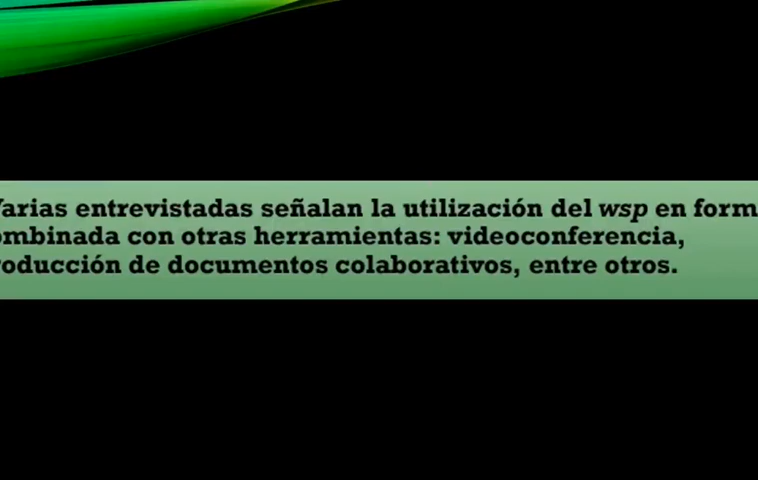 Varias entrevistadas señalan la utilización del wsp en form
ombinada con otras herramientas: videoconferencia,
roducción de documentos colaborativos, entre otros.